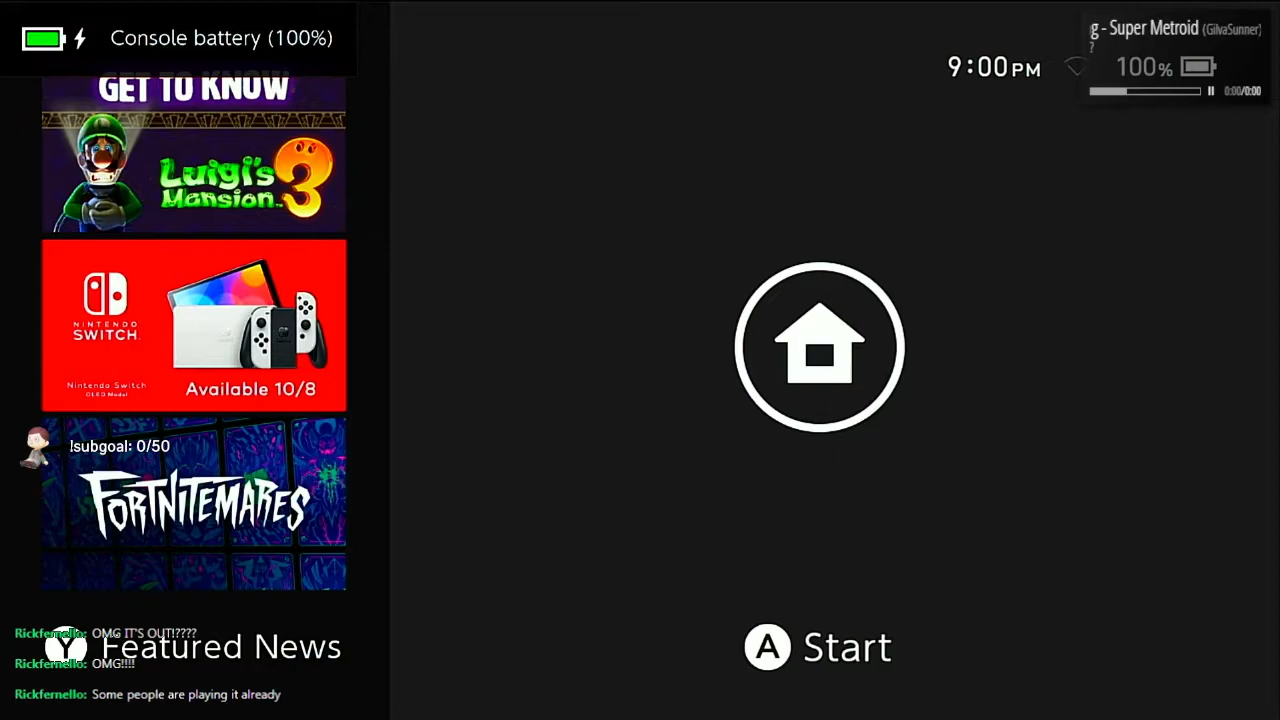 Console battery (100%)
g - Super Metroid (GilvaSunner)
?
9:00PM
100%
0:00/0:00
GET TO KNOW
Luigi's
Mansion™ 3
NINTENDO
SWITCH™
Nintendo Switch
OLED Model
Available 10/8
!subgoal: 0/50
FORTNITEMARES
Y Featured News
Rickfernello: OMG IT'S OUT!????
Rickfernello: OMG!!!!
Rickfernello: Some people are playing it already
A Start